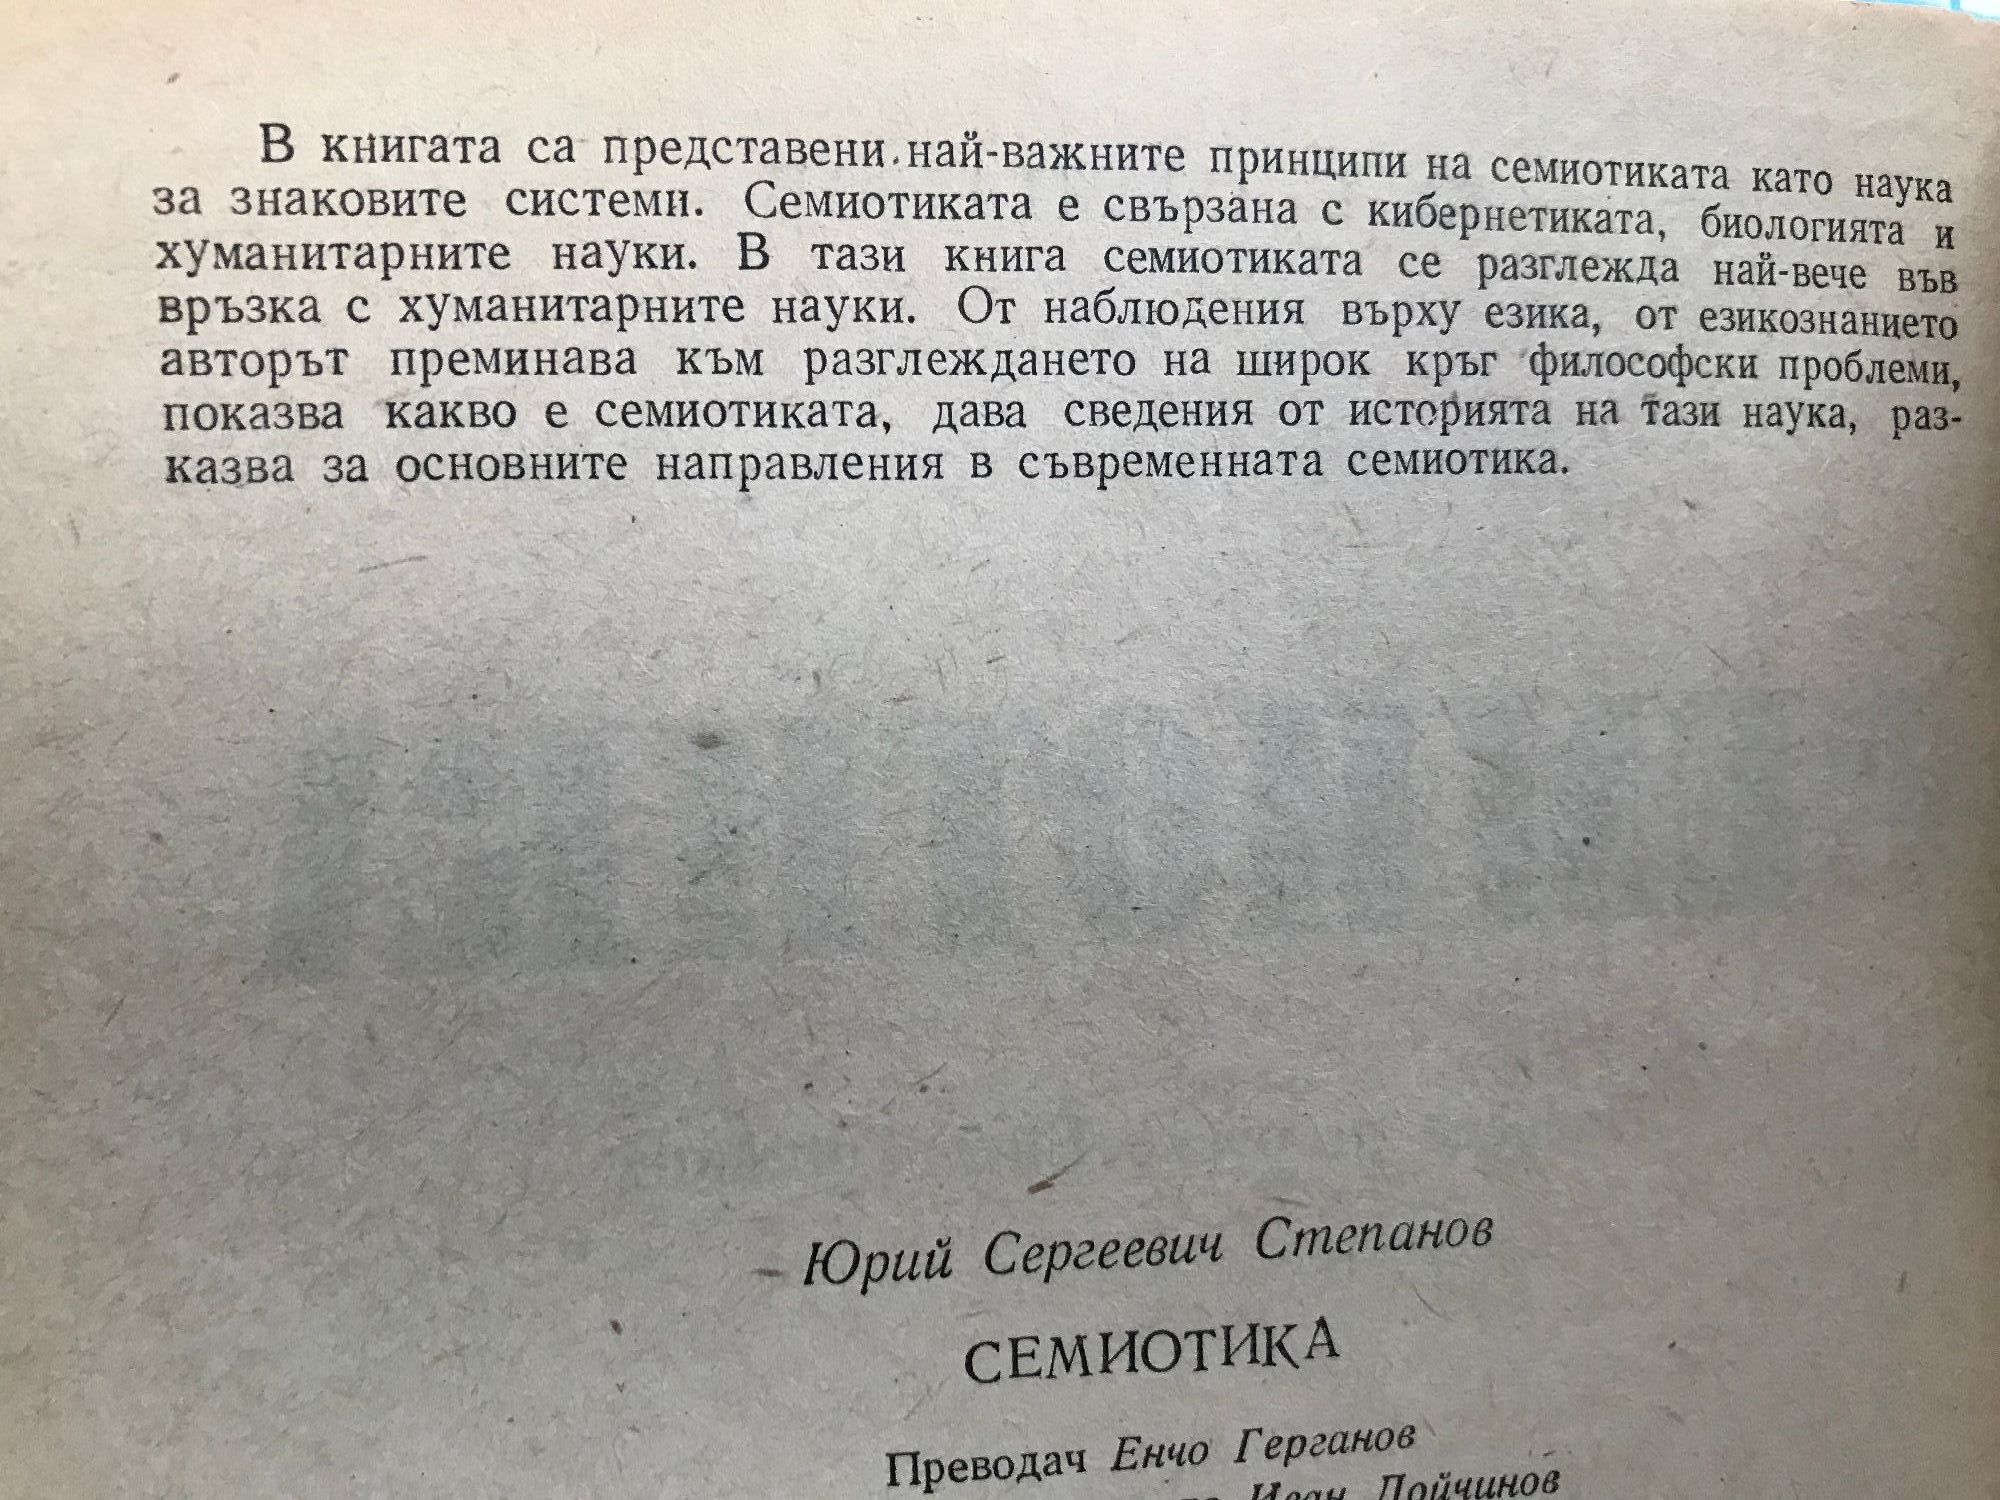 В книгата са представени най-важните принципи на семиотиката като наука
за знаковите системи. Семиотиката е свързана с кибернетиката, биологията и
хуманитарните науки. В тази книга семиотиката се разглежда най-вече във
връзка с хуманитарните науки. От наблюдения върху езика, от езикознанието
авторът преминава към разглеждането на широк кръг философски проблеми,
показва какво е семиотиката, дава сведения от историята на тази наука, раз-
казва за основните направления в съвременната семиотика.
Юрий Сергеевич Степанов
СЕМИОТИКА
Преводач Енчо Герганов
Иван Дойчинов